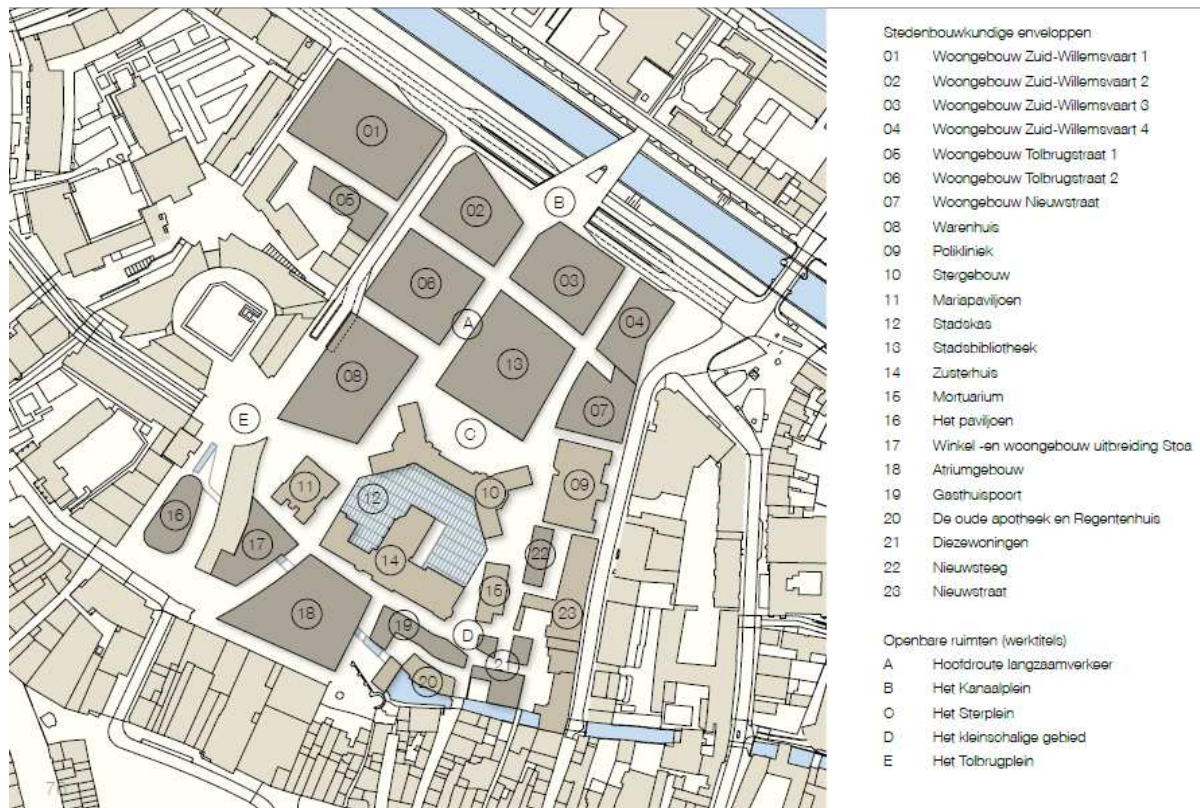 01
02
B
05
06
03
04
A
13
08
07
E
C
11
12
10
09
16
17
14
22
15
18
19
D
23
21
20
Stedenbouwkundige enveloppen
01 Woongebouw Zuid-Willemsvaart 1
02 Woongebouw Zuid-Willemsvaart 2
03 Woongebouw Zuid-Willemsvaart 3
04 Woongebouw Zuid-Willemsvaart 4
05 Woongebouw Tolbrugstraat 1
06 Woongebouw Tolbrugstraat 2
07 Woongebouw Nieuwstraat
08 Warenhuis
09 Polikliniek
10 Stergebouw
11 Mariapaviljoen
12 Stadskas
13 Stadsbibliotheek
14 Zusterhuis
15 Mortuarium
16 Het paviljoen
17 Winkel -en woongebouw uitbreiding Stoa
18 Atriumgebouw
19 Gasthuispoort
20 De oude apotheek en Regentenhuis
21 Diezewoningen
22 Nieuwsteeg
23 Nieuwstraat
Openbare ruimten (werktitels)
A Hoofdroute langzaamverkeer
B Het Kanaalplein
C Het Sterplein
D Het kleinschalige gebied
E Het Tolbrugplein